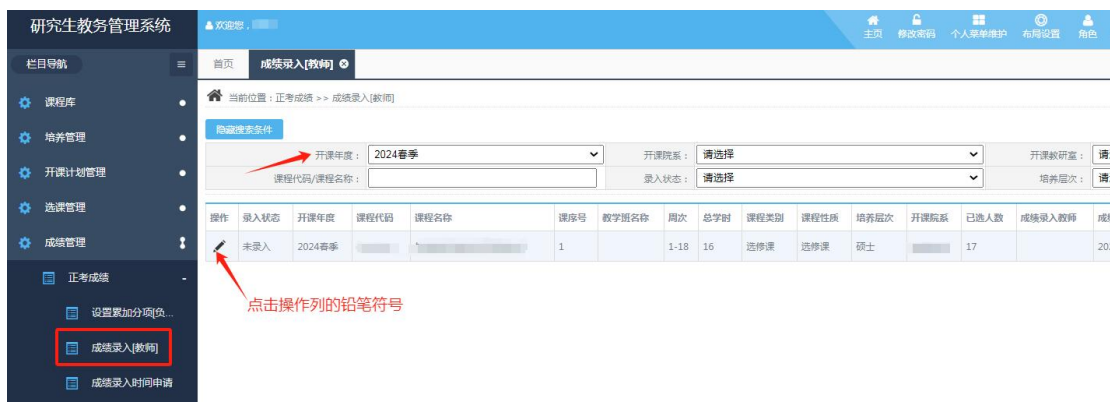 研究生教务管理系统
欢迎您，
主页 修改密码 个人菜单维护 布局设置 角色
栏目导航
首页 成绩录入[教师]
课程库
当前位置：正考成绩 >> 成绩录入[教师]
培养管理
隐藏搜索条件
开课年度： 2024春季 开课院系： 请选择 开课教研室： 请
开课计划管理
课程代码/课程名称： 录入状态： 请选择 培养层次： 请
选课管理
操作 录入状态 开课年度 课程代码 课程名称 课序号 教学班名称 周次 总学时 课程类别 课程性质 培养层次 开课院系 已选人数 成绩录入教师
成绩管理
未录入 2024春季 1 1-18 16 选修课 选修课 硕士 17 20
正考成绩
点击操作列的铅笔符号
设置累加分项[负...
成绩录入[教师]
成绩录入时间申请